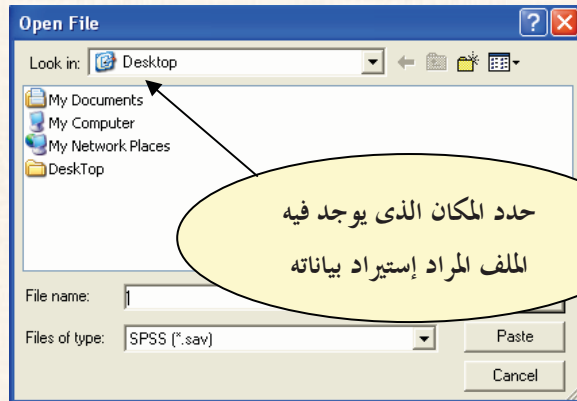 Open File
Look in: Desktop
My Documents
My Computer
My Network Places
DeskTop
حدد المكان الذى يوجد فيه
الملف المراد إستيراد بياناته
File name:
Files of type: SPSS (*.sav)
Paste
Cancel